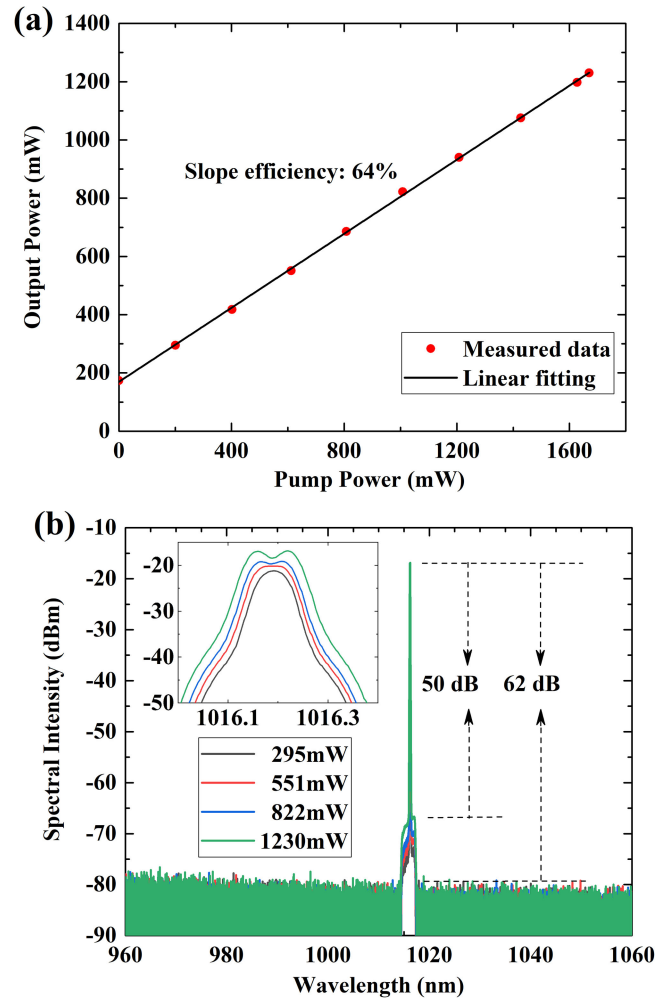 (a)
1400
1200
1000
800
600
400
200
0
Output Power (mW)
Slope efficiency: 64%
Measured data
Linear fitting
0 400 800 1200 1600
Pump Power (mW)
(b)
-10
-20
-30
-40
-50
-60
-70
-80
-90
Spectral Intensity (dBm)
-20
-30
-40
-50
1016.1 1016.3
295mW
551mW
822mW
1230mW
50 dB 62 dB
960 980 1000 1020 1040 1060
Wavelength (nm)